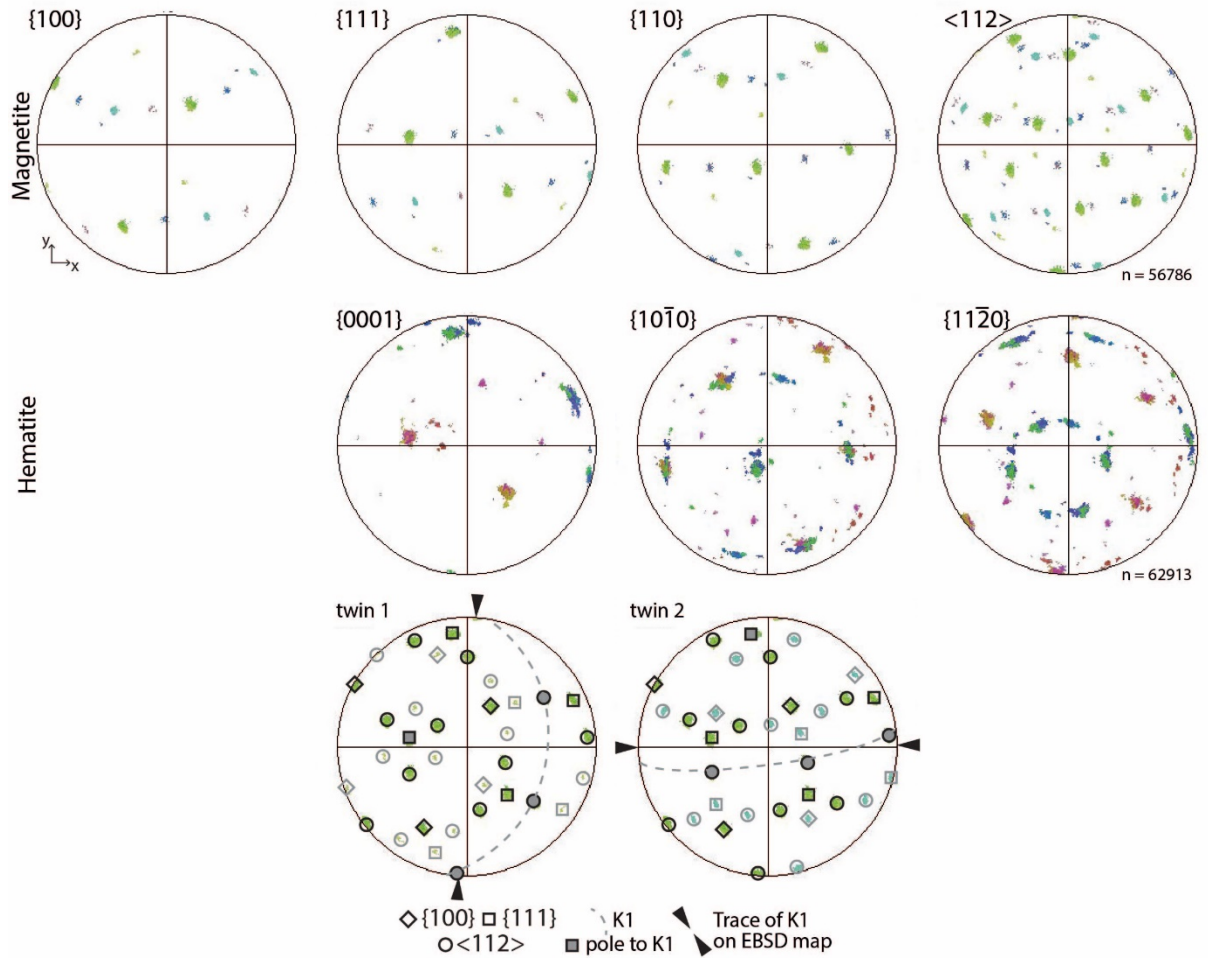 {100} {111} {110} <112>
Magnetite
y
x
n = 56786
{0001} {101̄0} {112̄0}
Hematite
n = 62913
twin 1 twin 2
{100} {111} K1 Trace of K1
<112> pole to K1 on EBSD map